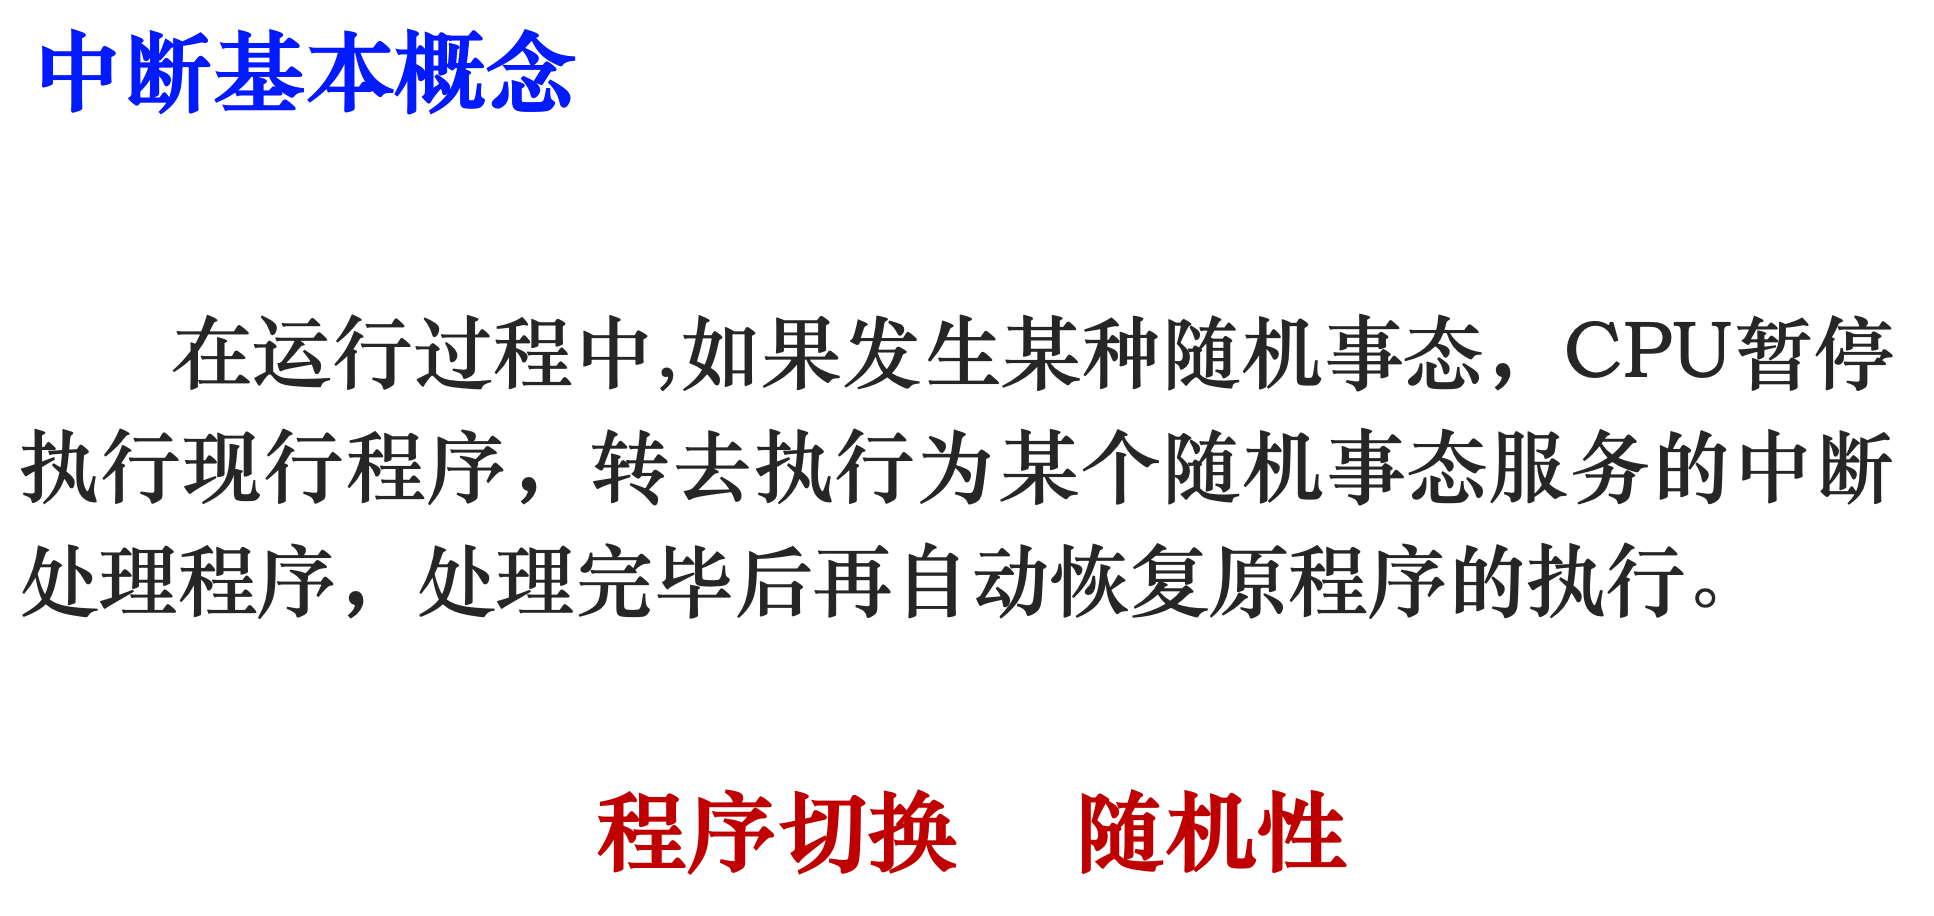 中断基本概念
在运行过程中,如果发生某种随机事态，CPU暂停
执行现行程序，转去执行为某个随机事态服务的中断
处理程序，处理完毕后再自动恢复原程序的执行。
程序切换 随机性